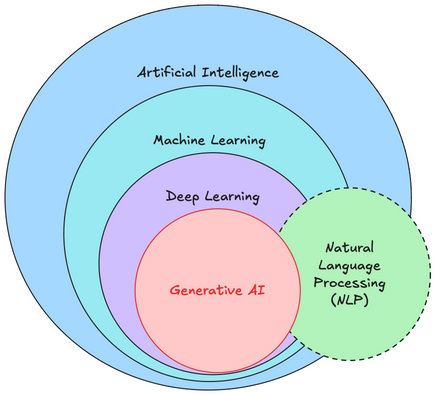 Artificial Intelligence
Machine Learning
Deep Learning
Generative AI
Natural
Language
Processing
(NLP)